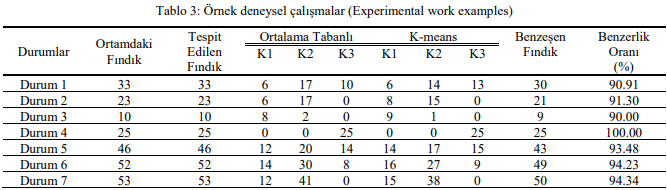 Tablo 3: Örnek deneysel çalışmalar (Experimental work examples)
Durumlar Ortamdaki Fındık Tespit Edilen Fındık Ortalama Tabanlı K-means Benzeşen Fındık Benzerlik Oranı (%)
K1 K2 K3 K1 K2 K3
Durum 1 33 33 6 17 10 6 14 13 30 90.91
Durum 2 23 23 6 17 0 8 15 0 21 91.30
Durum 3 10 10 8 2 0 9 1 0 9 90.00
Durum 4 25 25 0 0 25 0 0 25 25 100.00
Durum 5 46 46 12 20 14 14 17 15 43 93.48
Durum 6 52 52 14 30 8 16 27 9 49 94.23
Durum 7 53 53 12 41 0 15 38 0 50 94.34